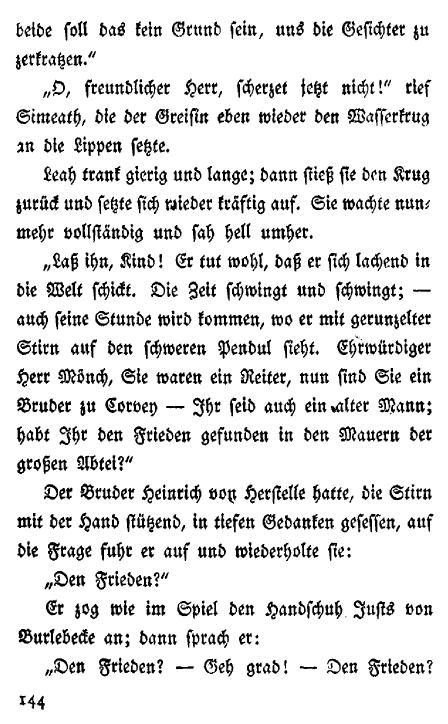 beide soll das kein Grund sein, uns die Gesichter zu
zerkratzen.“
„O, freundlicher Herr, scherzet jetzt nicht!“ rief
Simeath, die der Greisin eben wieder den Wasserkrug
an die Lippen setzte.
Leah trank gierig und lange; dann stieß sie den Krug
zurück und setzte sich wieder kräftig auf. Sie wachte nun-
mehr vollständig und sah hell umher.
„Laß ihn, Kind! Er tut wohl, daß er sich lachend in
die Welt schickt. Die Zeit schwingt und schwingt; —
auch seine Stunde wird kommen, wo er mit gerunzelter
Stirn auf den schweren Pendul sieht. Ehrwürdiger
Herr Mönch, Sie waren ein Reiter, nun sind Sie ein
Bruder zu Corvey — Ihr seid auch ein alter Mann;
habt Ihr den Frieden gefunden in den Mauern der
großen Abtei?“
Der Bruder Heinrich von Herstelle hatte, die Stirn
mit der Hand stützend, in tiefen Gedanken gesessen, auf
die Frage fuhr er auf und wiederholte sie:
„Den Frieden?“
Er zog wie im Spiel den Handschuh Justs von
Burlebecke an; dann sprach er:
„Den Frieden? — Geh grad! — Den Frieden?
144